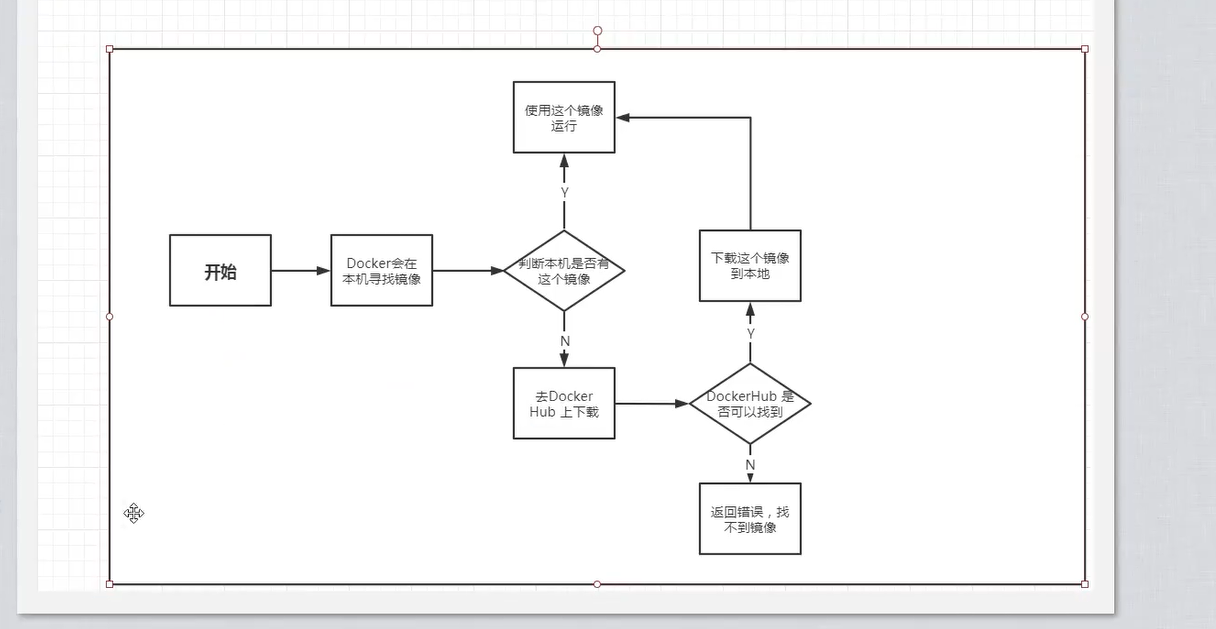 使用这个镜像
运行
Y
开始
Docker会在
本机寻找镜像
判断本机是否有
这个镜像
下载这个镜像
到本地
N
Y
去Docker
Hub 上下载
DockerHub 是
否可以找到
N
返回错误，找
不到镜像